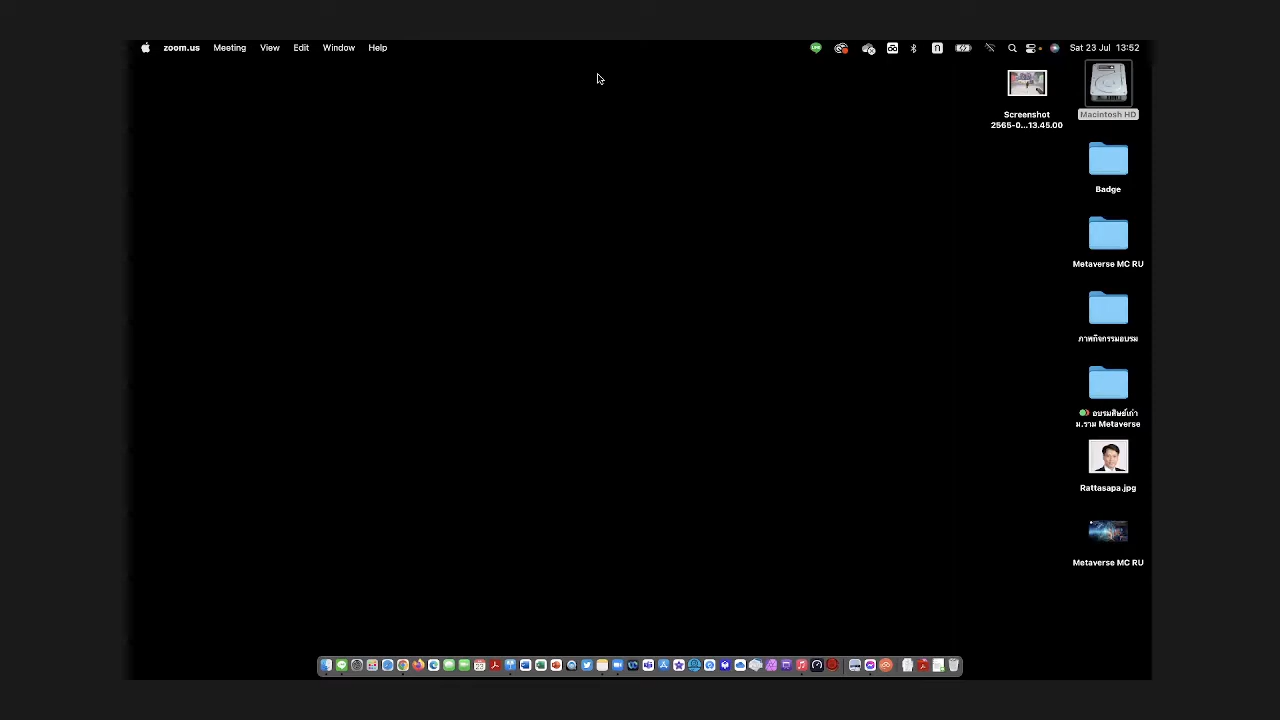 zoom.us Meeting View Edit Window Help
Sat 23 Jul 13:52
Screenshot
2565-0...13.45.00
Macintosh HD
Badge
Metaverse MC RU
ภาพกิจกรรมอบรม
อบรมศิษย์เก่า
ม.ราม Metaverse
Rattasapa.jpg
Metaverse MC RU